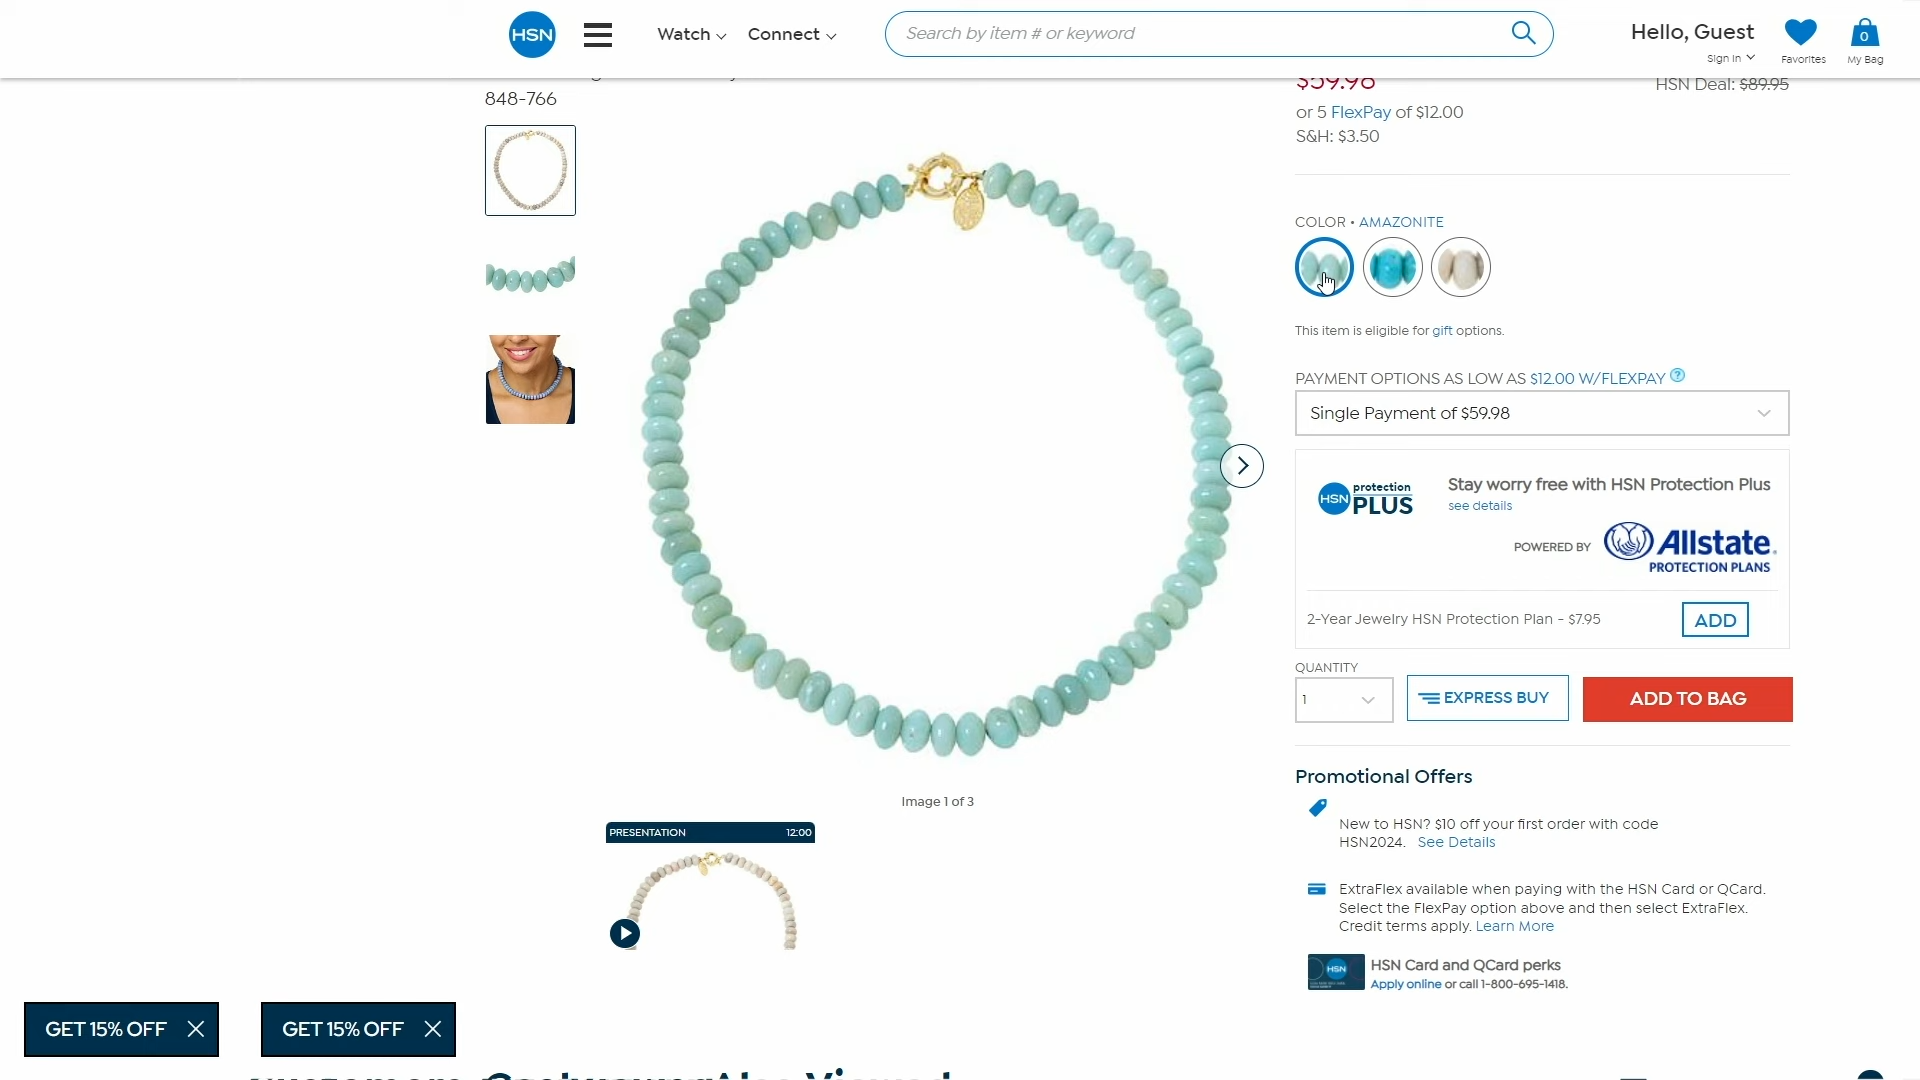 HSN
Watch
Connect
Search by item # or keyword
Hello, Guest
Sign In
Favorites
0
My Bag
848-766
$59.98
HSN Deal: $89.95
or 5 FlexPay of $12.00
S&H: $3.50
COLOR • AMAZONITE
This item is eligible for gift options.
PAYMENT OPTIONS AS LOW AS $12.00 W/FLEXPAY ?
Single Payment of $59.98
HSN protection PLUS
Stay worry free with HSN Protection Plus
see details
POWERED BY Allstate
PROTECTION PLANS
2-Year Jewelry HSN Protection Plan - $7.95
ADD
QUANTITY
1
EXPRESS BUY
ADD TO BAG
Image 1 of 3
PRESENTATION 12:00
Promotional Offers
New to HSN? $10 off your first order with code
HSN2024. See Details
ExtraFlex available when paying with the HSN Card or QCard.
Select the FlexPay option above and then select ExtraFlex.
Credit terms apply. Learn More
HSN
HSN Card and QCard perks
Apply online or call 1-800-695-1418.
GET 15% OFF
GET 15% OFF